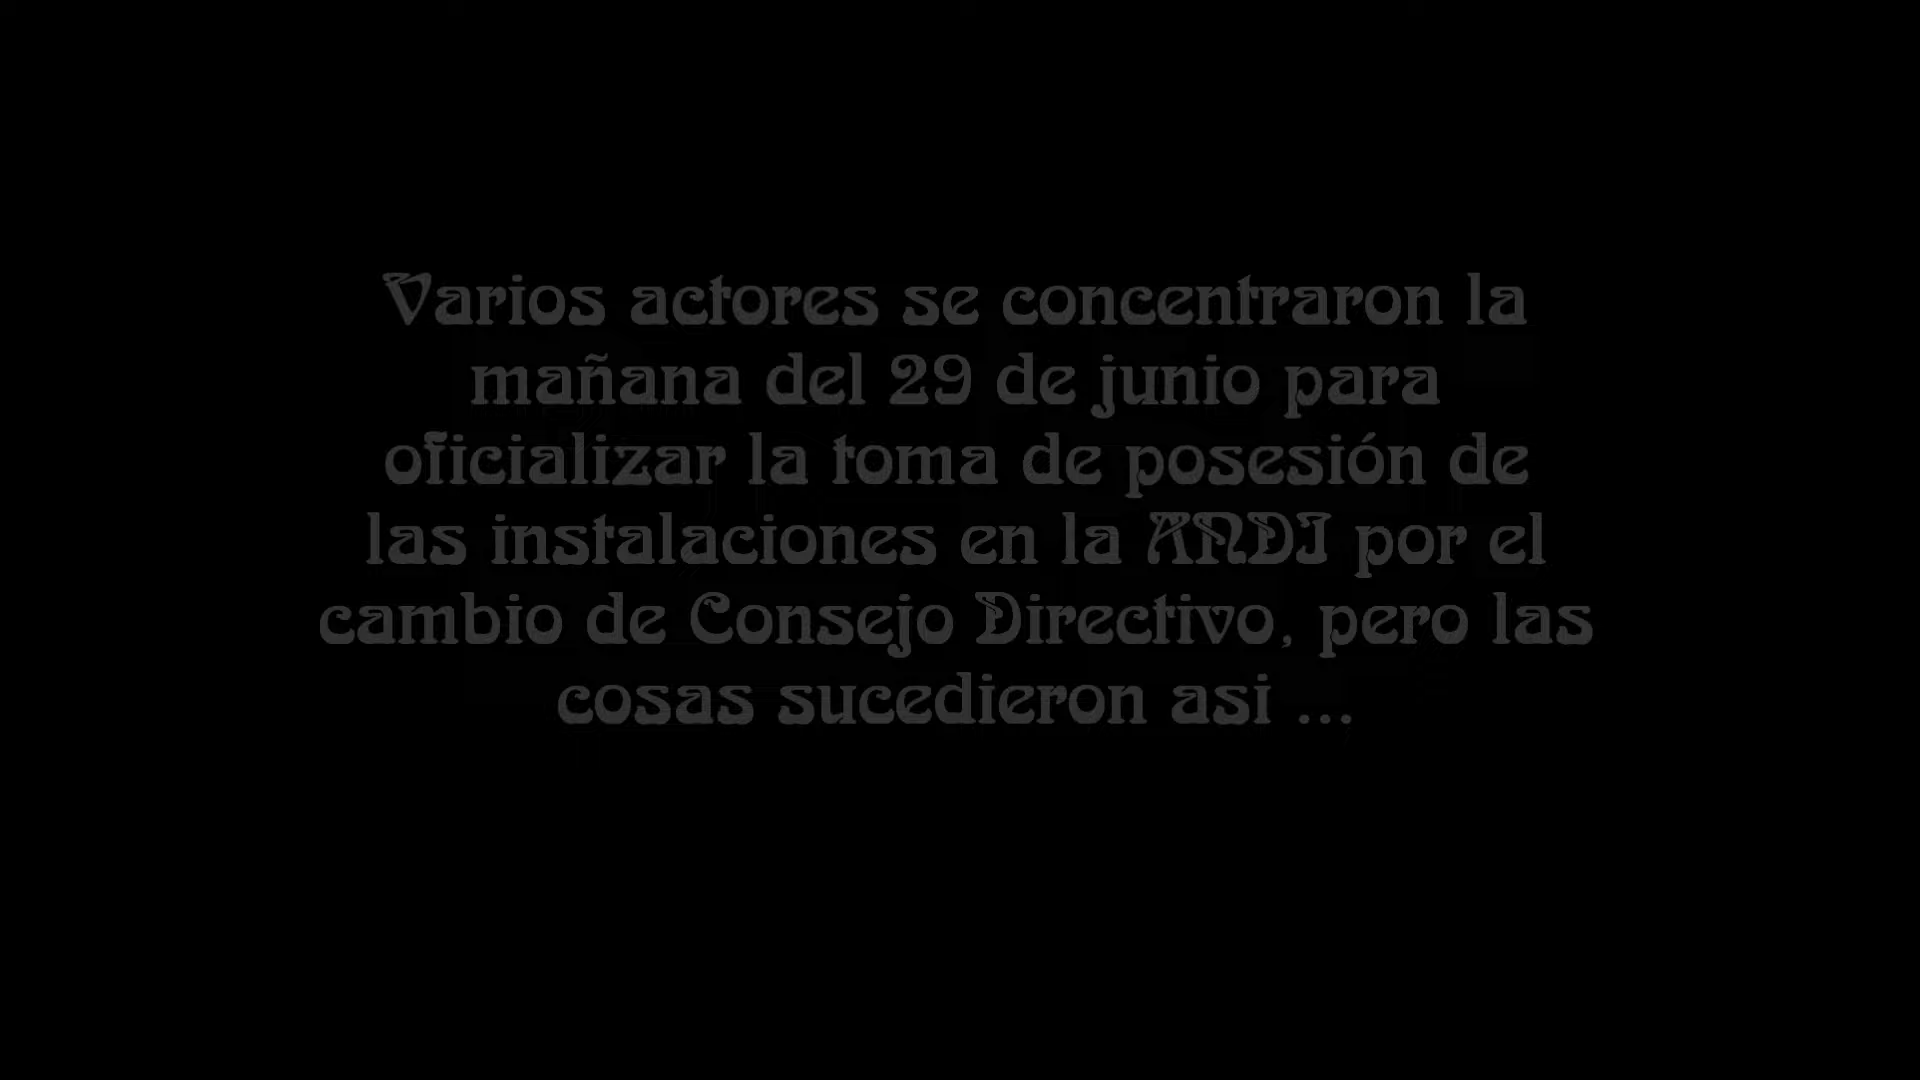 Varios actores se concentraron la
mañana del 29 de junio para
oficializar la toma de posesión de
las instalaciones en la ANDI por el
cambio de Consejo Directivo, pero las
cosas sucedieron asi ...